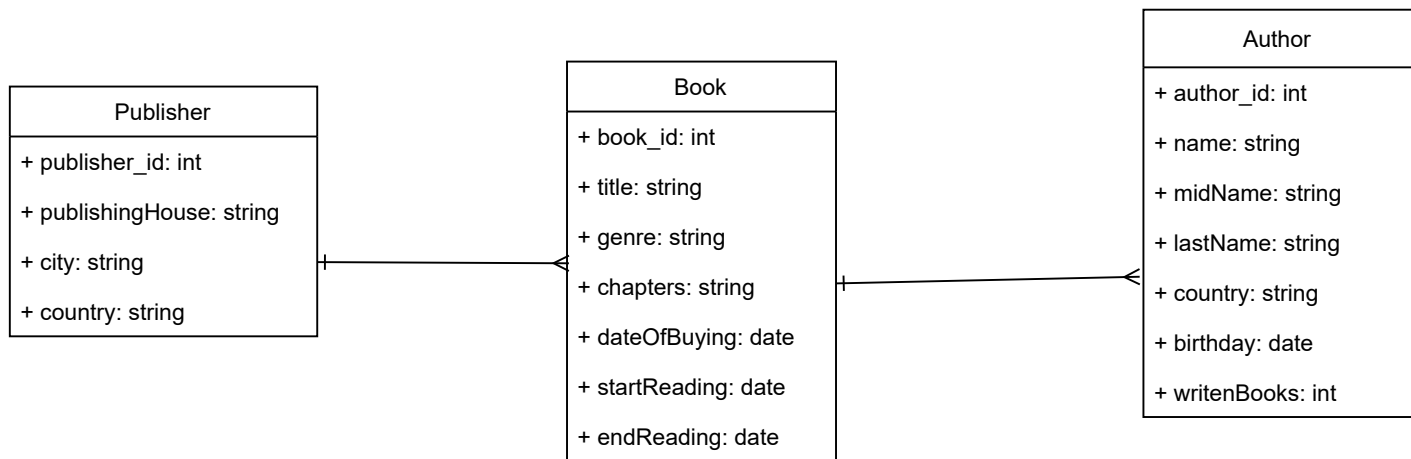 Publisher
+ publisher_id: int
+ publishingHouse: string
+ city: string
+ country: string
Book
+ book_id: int
+ title: string
+ genre: string
+ chapters: string
+ dateOfBuying: date
+ startReading: date
+ endReading: date
Author
+ author_id: int
+ name: string
+ midName: string
+ lastName: string
+ country: string
+ birthday: date
+ writenBooks: int